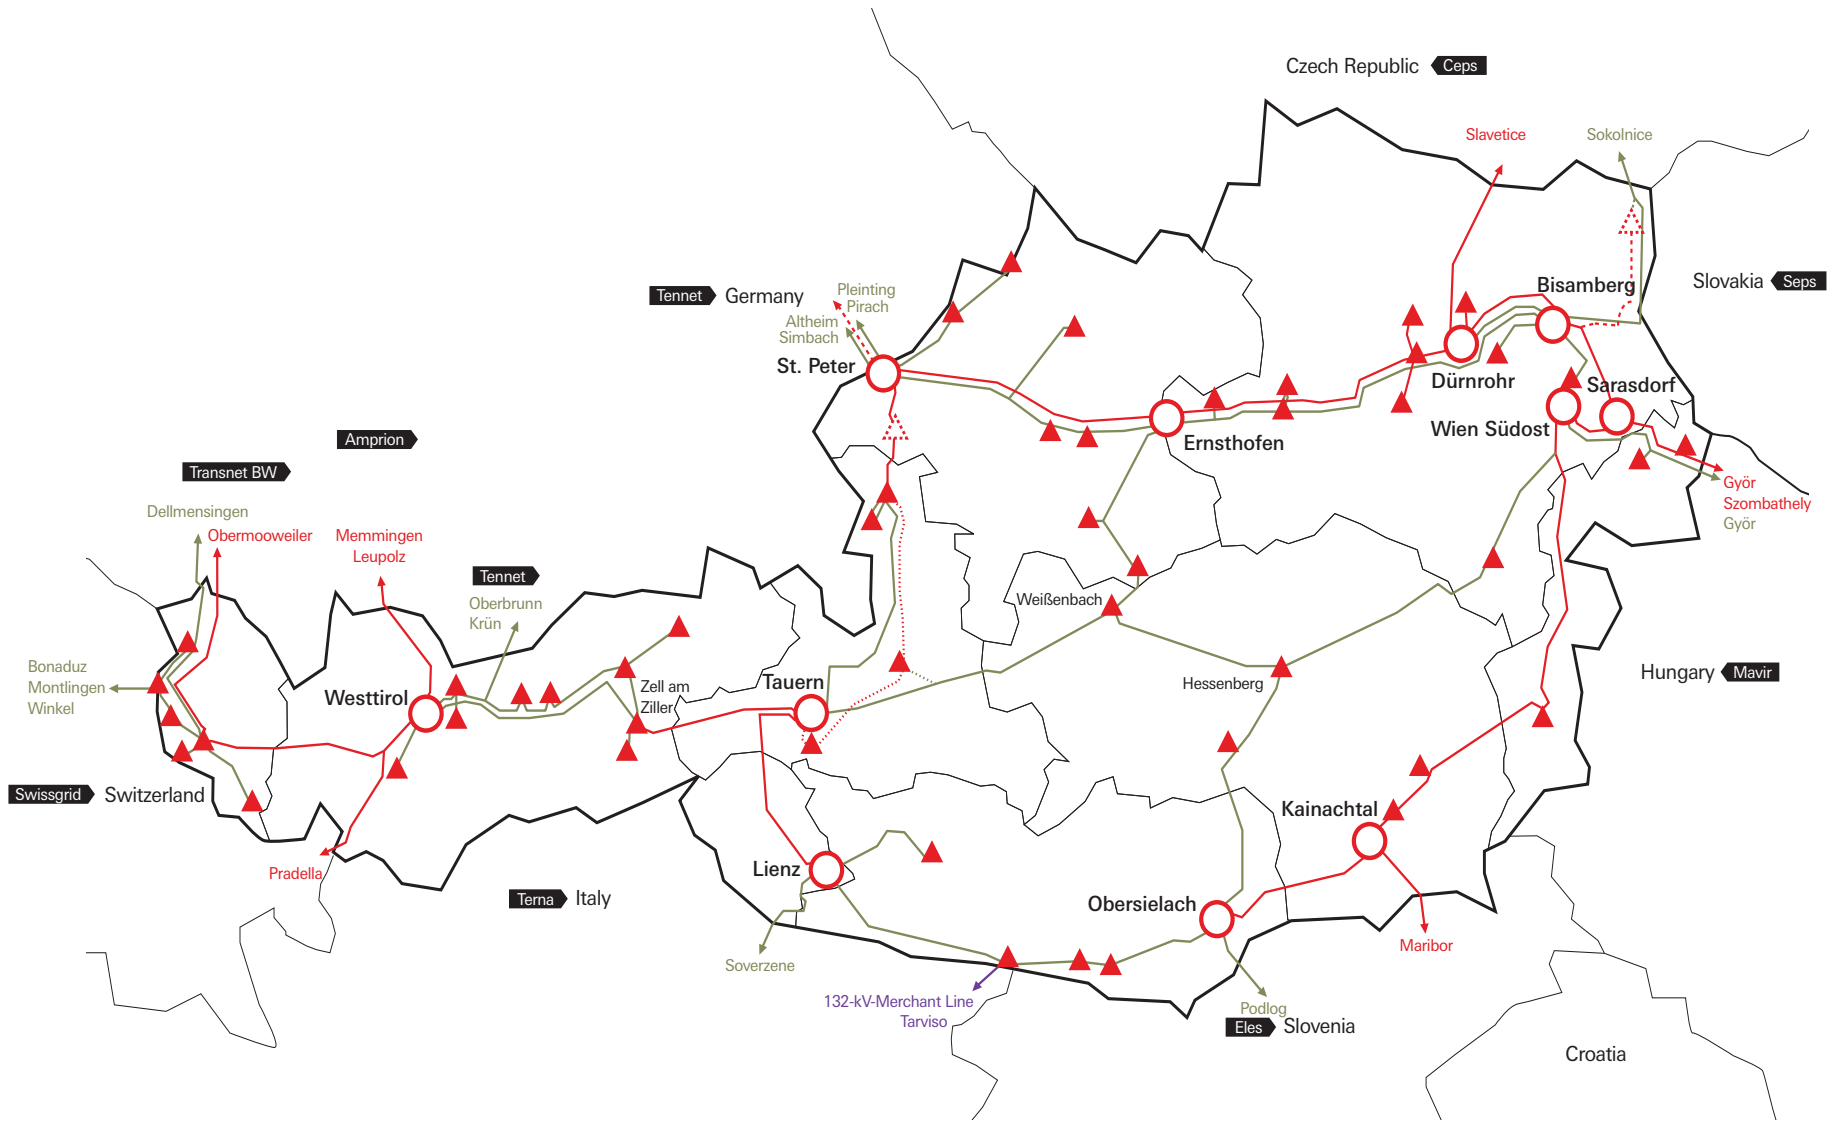 Czech Republic
Ceps
Slavetice
Sokolnice
Slovakia
Seps
Bisamberg
Tennet
Germany
Pleinting
Pirach
Altheim
Simbach
St. Peter
Dürnrohr
Sarasdorf
Wien Südost
Ernsthofen
Amprion
Transnet BW
Dellmensingen
Obermooweiler
Memmingen
Leupolz
Györ
Szombathely
Györ
Tennet
Oberbrunn
Krün
Weißenbach
Bonaduz
Montlingen
Winkel
Westtirol
Zell am
Ziller
Tauern
Hessenberg
Hungary
Mavir
Swissgrid
Switzerland
Kainachtal
Pradella
Lienz
Terna
Italy
Obersielach
Maribor
Soverzene
132-kV-Merchant Line
Tarviso
Podlog
Eles
Slovenia
Croatia